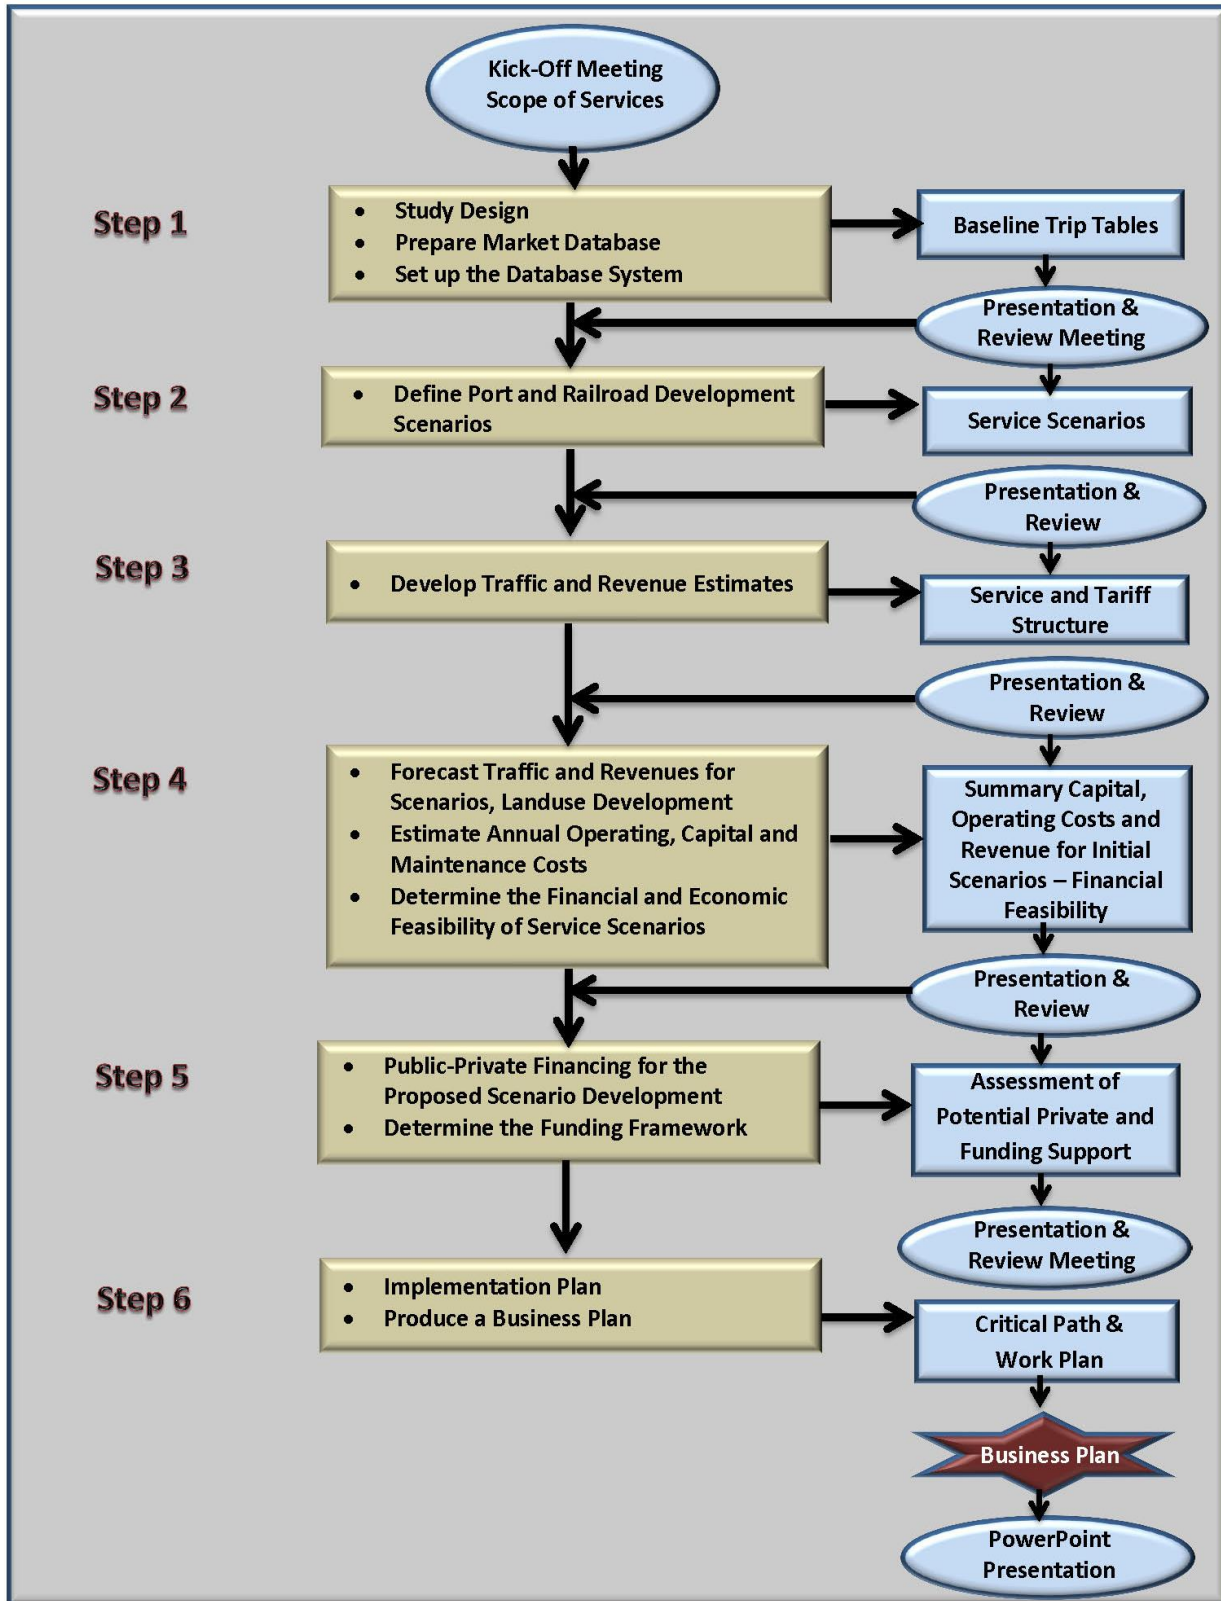 Kick-Off Meeting
Scope of Services
Step 1
• Study Design
• Prepare Market Database
• Set up the Database System
Baseline Trip Tables
Presentation &
Review Meeting
Step 2
• Define Port and Railroad Development
Scenarios
Service Scenarios
Presentation &
Review
Step 3
• Develop Traffic and Revenue Estimates
Service and Tariff
Structure
Presentation &
Review
Step 4
• Forecast Traffic and Revenues for
Scenarios, Landuse Development
• Estimate Annual Operating, Capital and
Maintenance Costs
• Determine the Financial and Economic
Feasibility of Service Scenarios
Summary Capital,
Operating Costs and
Revenue for Initial
Scenarios – Financial
Feasibility
Presentation &
Review
Step 5
• Public-Private Financing for the
Proposed Scenario Development
• Determine the Funding Framework
Assessment of
Potential Private and
Funding Support
Presentation &
Review Meeting
Step 6
• Implementation Plan
• Produce a Business Plan
Critical Path &
Work Plan
Business Plan
PowerPoint
Presentation